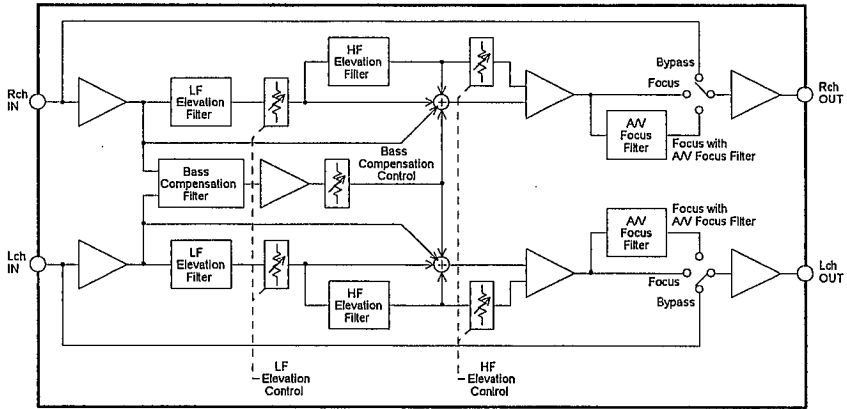 HF
Elevation
Filter
Bypass
Rch
IN
LF
Elevation
Filter
Focus
Rch
OUT
A/V
Focus
Filter
Focus with
A/V Focus Filter
Bass
Compensation
Filter
Bass
Compensation
Control
A/V
Focus
Filter
Focus with
A/V Focus Filter
Lch
IN
LF
Elevation
Filter
Focus
Lch
OUT
HF
Elevation
Filter
Bypass
LF
Elevation
Control
HF
Elevation
Control